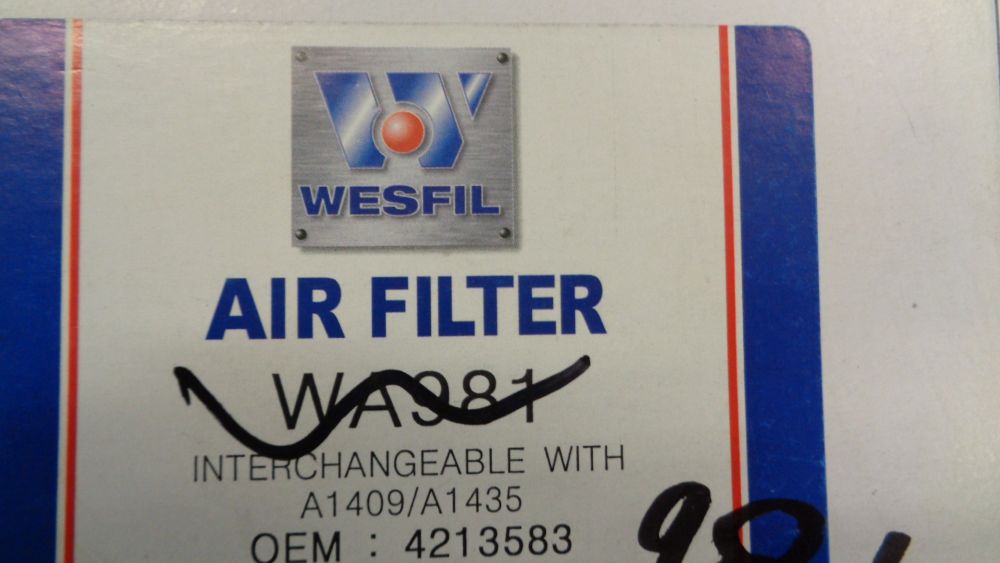 WESFIL
AIR FILTER
WA981
INTERCHANGEABLE WITH
A1409/A1435
OEM : 4213583